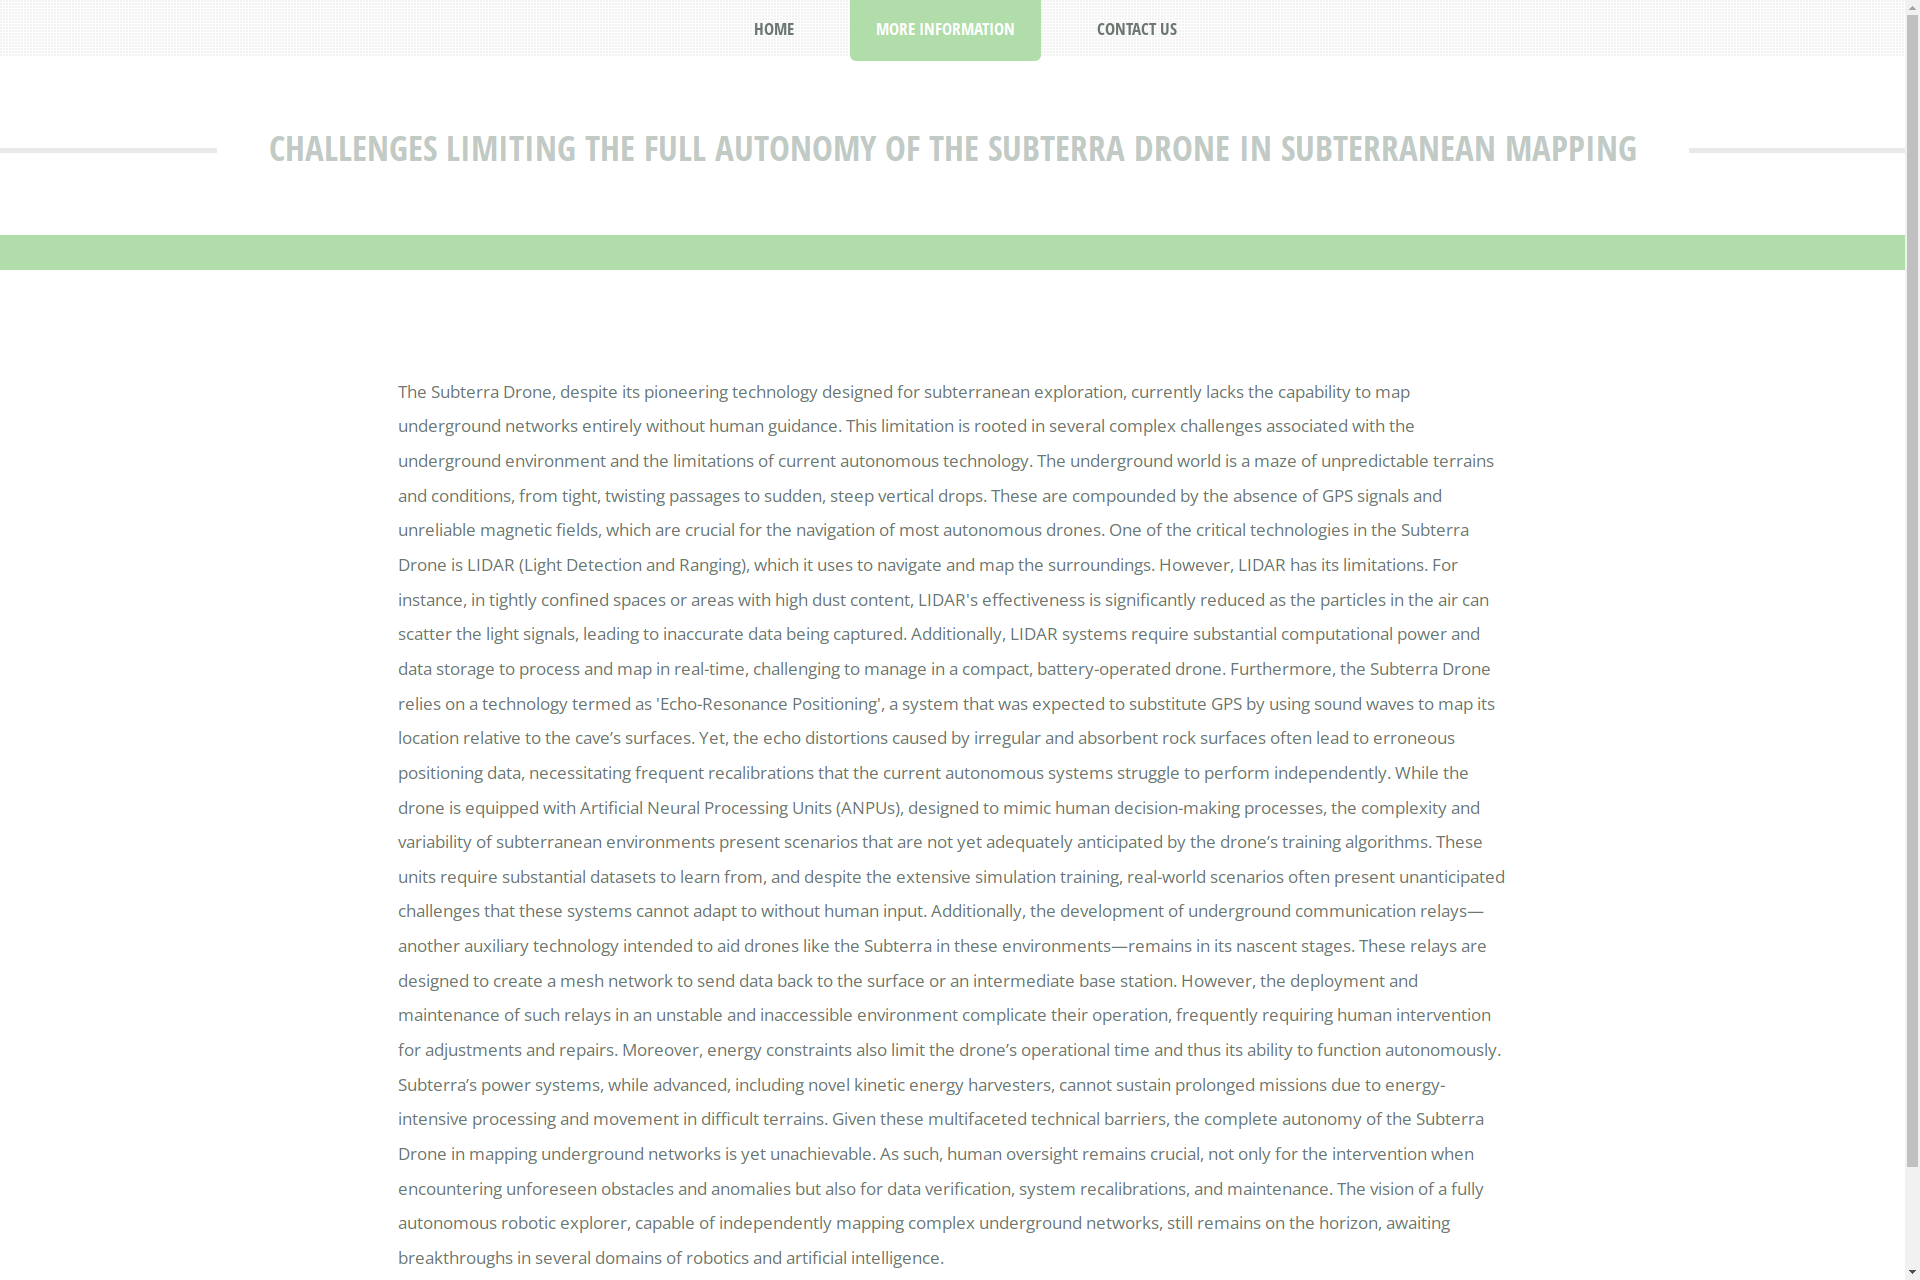 HOME
MORE INFORMATION
CONTACT US
CHALLENGES LIMITING THE FULL AUTONOMY OF THE SUBTERRA DRONE IN SUBTERRANEAN MAPPING
The Subterra Drone, despite its pioneering technology designed for subterranean exploration, currently lacks the capability to map
underground networks entirely without human guidance. This limitation is rooted in several complex challenges associated with the
underground environment and the limitations of current autonomous technology. The underground world is a maze of unpredictable terrains
and conditions, from tight, twisting passages to sudden, steep vertical drops. These are compounded by the absence of GPS signals and
unreliable magnetic fields, which are crucial for the navigation of most autonomous drones. One of the critical technologies in the Subterra
Drone is LIDAR (Light Detection and Ranging), which it uses to navigate and map the surroundings. However, LIDAR has its limitations. For
instance, in tightly confined spaces or areas with high dust content, LIDAR's effectiveness is significantly reduced as the particles in the air can
scatter the light signals, leading to inaccurate data being captured. Additionally, LIDAR systems require substantial computational power and
data storage to process and map in real-time, challenging to manage in a compact, battery-operated drone. Furthermore, the Subterra Drone
relies on a technology termed as 'Echo-Resonance Positioning', a system that was expected to substitute GPS by using sound waves to map its
location relative to the cave’s surfaces. Yet, the echo distortions caused by irregular and absorbent rock surfaces often lead to erroneous
positioning data, necessitating frequent recalibrations that the current autonomous systems struggle to perform independently. While the
drone is equipped with Artificial Neural Processing Units (ANPUs), designed to mimic human decision-making processes, the complexity and
variability of subterranean environments present scenarios that are not yet adequately anticipated by the drone’s training algorithms. These
units require substantial datasets to learn from, and despite the extensive simulation training, real-world scenarios often present unanticipated
challenges that these systems cannot adapt to without human input. Additionally, the development of underground communication relays—
another auxiliary technology intended to aid drones like the Subterra in these environments—remains in its nascent stages. These relays are
designed to create a mesh network to send data back to the surface or an intermediate base station. However, the deployment and
maintenance of such relays in an unstable and inaccessible environment complicate their operation, frequently requiring human intervention
for adjustments and repairs. Moreover, energy constraints also limit the drone’s operational time and thus its ability to function autonomously.
Subterra’s power systems, while advanced, including novel kinetic energy harvesters, cannot sustain prolonged missions due to energy-
intensive processing and movement in difficult terrains. Given these multifaceted technical barriers, the complete autonomy of the Subterra
Drone in mapping underground networks is yet unachievable. As such, human oversight remains crucial, not only for the intervention when
encountering unforeseen obstacles and anomalies but also for data verification, system recalibrations, and maintenance. The vision of a fully
autonomous robotic explorer, capable of independently mapping complex underground networks, still remains on the horizon, awaiting
breakthroughs in several domains of robotics and artificial intelligence.